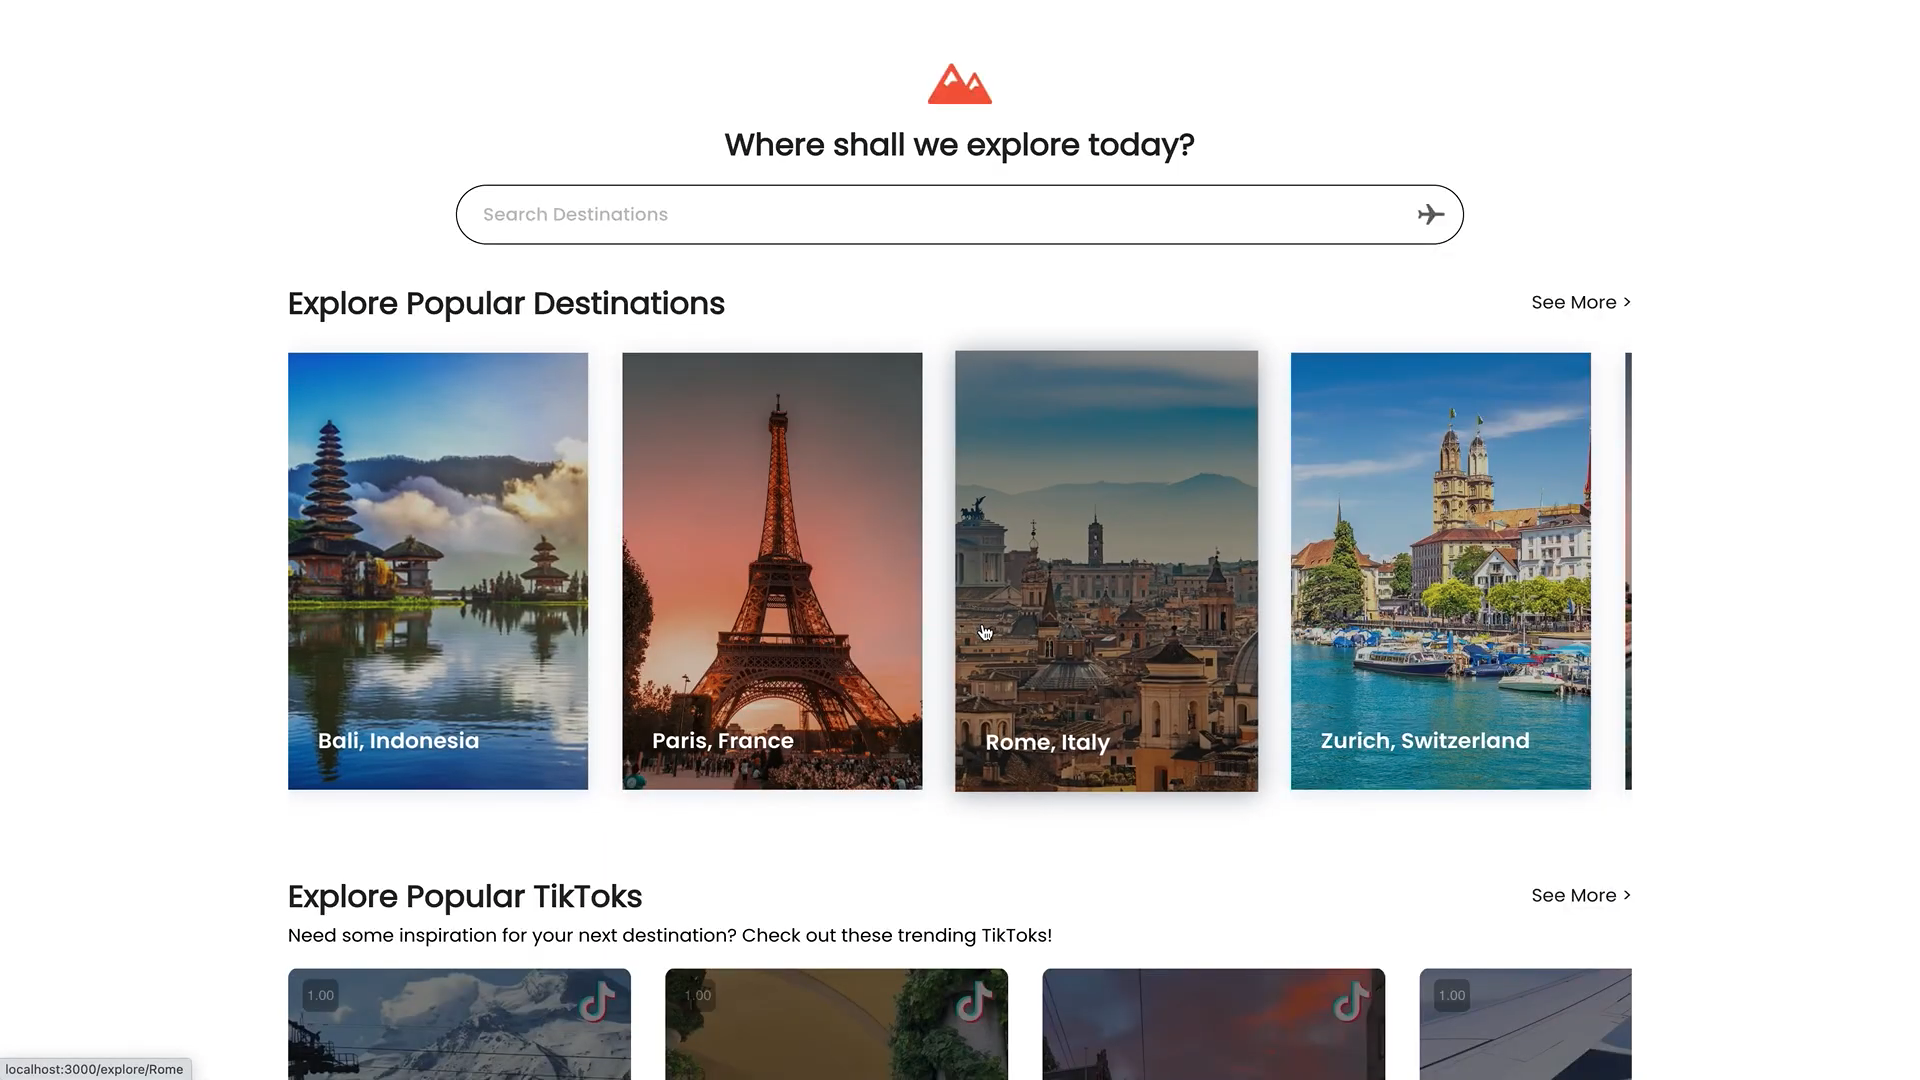 Where shall we explore today?
Search Destinations
Explore Popular Destinations
See More >
Bali, Indonesia
Paris, France
Rome, Italy
Zurich, Switzerland
Explore Popular TikToks
See More >
Need some inspiration for your next destination? Check out these trending TikToks!
1.00
1.00
1.00
localhost:3000/explore/Rome